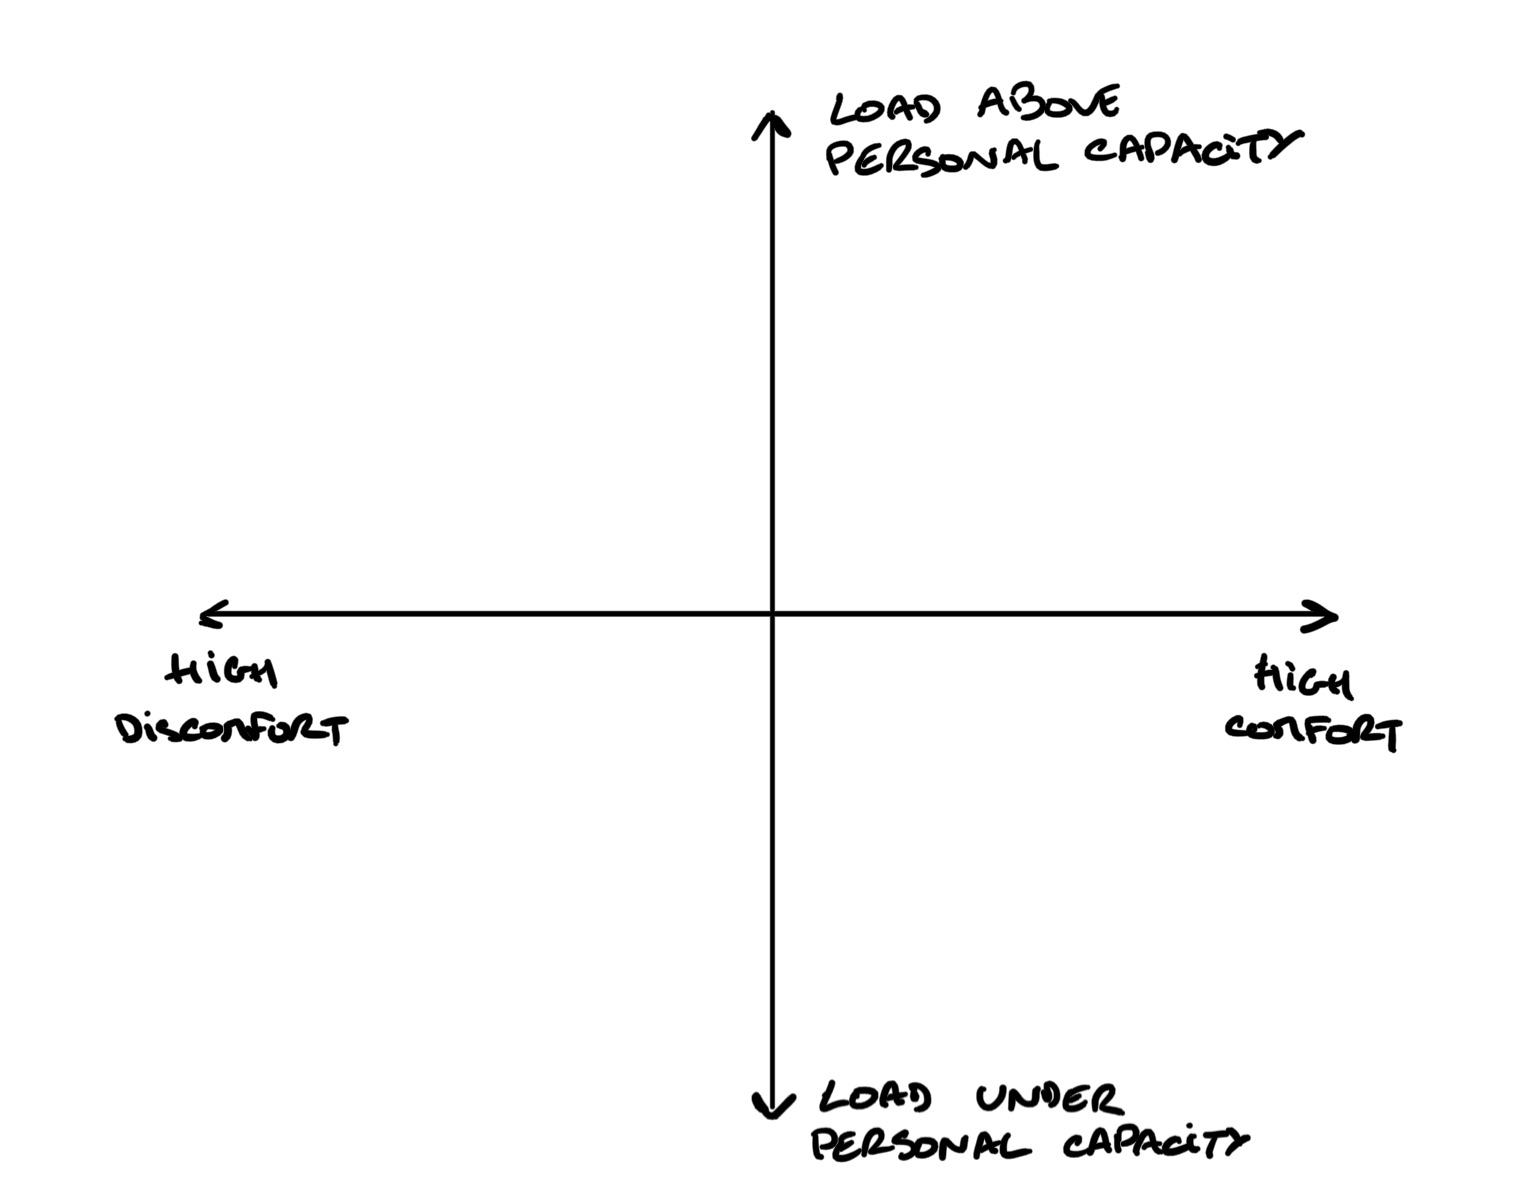 LOAD ABOVE
PERSONAL CAPACiTY
HiGH
DiSCOMFORT
HiGH
COMFORT
LOAD UNDER
PERSONAL CAPACiTY